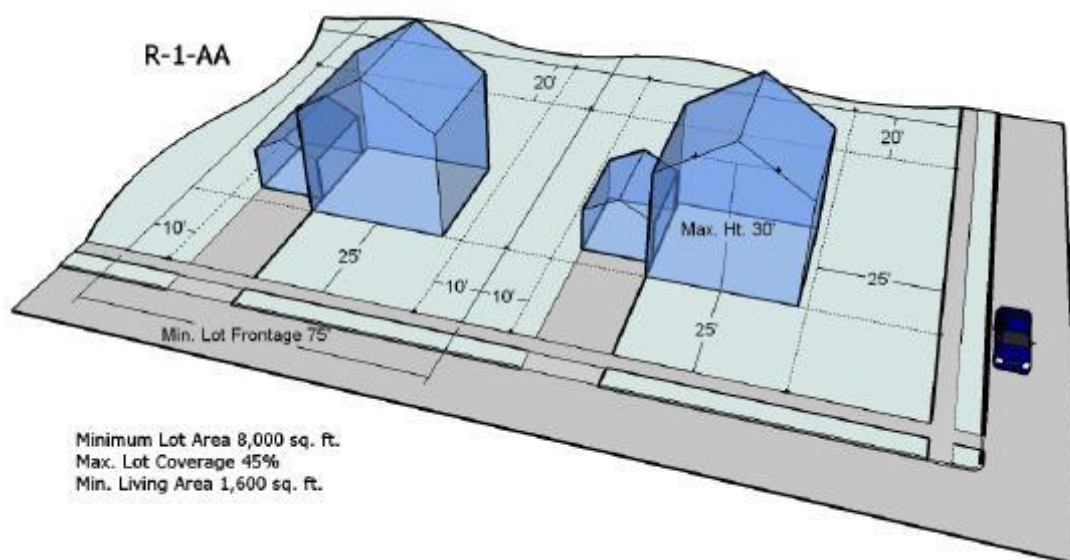 R-1-AA
20'
20'
Max. Ht. 30'
10'
25'
25'
10'
10'
25'
Min. Lot Frontage 75'
Minimum Lot Area 8,000 sq. ft.
Max. Lot Coverage 45%
Min. Living Area 1,600 sq. ft.